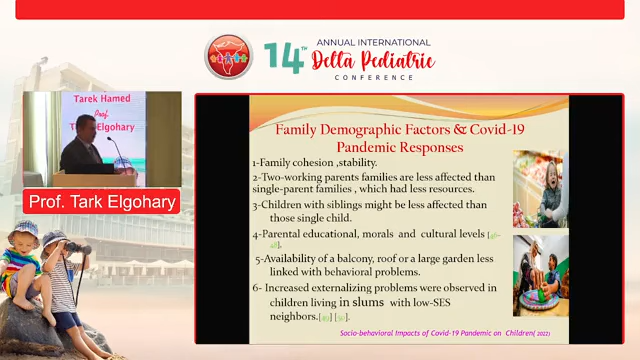 14TH
ANNUAL INTERNATIONAL
Delta Pediatric
CONFERENCE
Tarek Hamed
Prof.
Elgohary
Prof. Tark Elgohary
Family Demographic Factors & Covid-19
Pandemic Responses
1-Family cohesion ,stability.
2-Two-working parents families are less affected than
single-parent families , which had less resources.
3-Children with siblings might be less affected than
those single child.
4-Parental educational, morals and cultural levels [46-
48].
5-Availability of a balcony, roof or a large garden less
linked with behavioral problems.
6- Increased externalizing problems were observed in
children living in slums with low-SES
neighbors.[49] [50].
Socio-behavioral Impacts of Covid-19 Pandemic on Children( 2022)